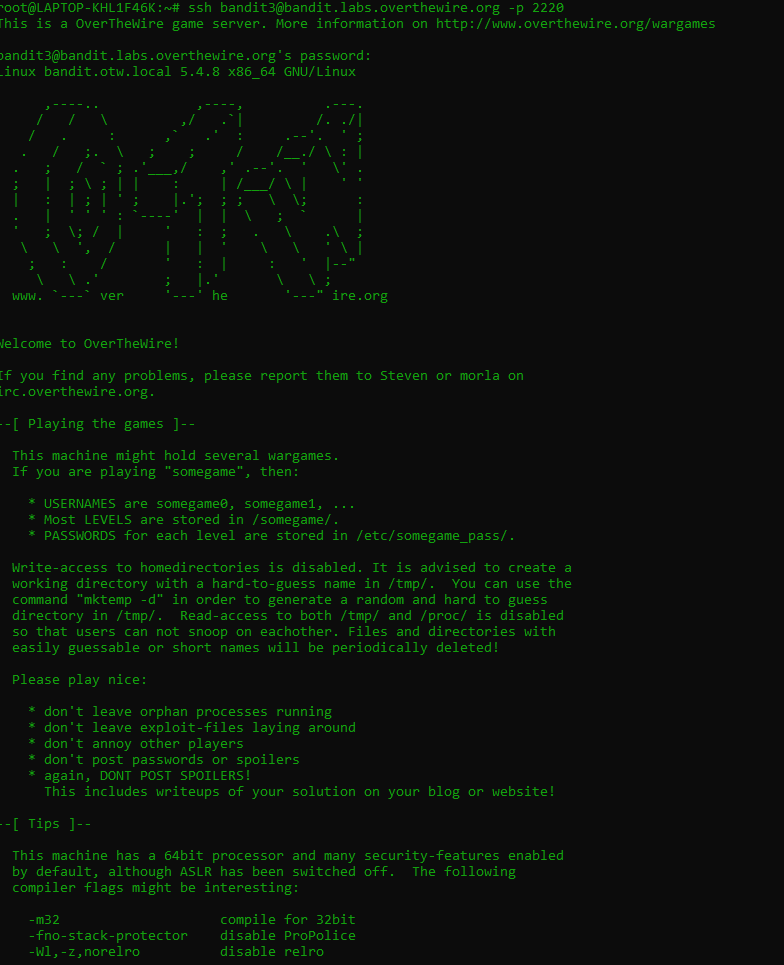 root@LAPTOP-KHL1F46K:~# ssh bandit3@bandit.labs.overthewire.org -p 2220
This is a OverTheWire game server. More information on http://www.overthewire.org/wargames

bandit3@bandit.labs.overthewire.org's password:
Linux bandit.otw.local 5.4.8 x86_64 GNU/Linux

      ,----..            ,----,          .---.
     /   /   \         ,/   .`|         /. ./|
    /   .     :      ,`   .'  :     .--'.  ' ;
   .   /   ;.  \   ;    ;     /    /__./ \ : |
  .   ;   /  ` ; .'___,/    ,' .--'.  '   \' .
  ;   |  ; \ ; | |    :     | /___/ \ |    ' '
  |   :  | ; | ' ;    |.';  ; ;   \  \;      :
  .   |  ' ' ' : `----'  |  |  \   ;  `      |
  '   ;  \; /  |     '   :  ;   .   \    .\  ;
   \   \  ',  /      |   |  '    \   \   ' \ |
    ;   :    /       '   :  |     :   '  |--"
     \   \ .'        ;   |.'       \   \ ;
  www. `---` ver     '---' he       '---" ire.org

Welcome to OverTheWire!

If you find any problems, please report them to Steven or morla on
irc.overthewire.org.

--[ Playing the games ]--

  This machine might hold several wargames.
  If you are playing "somegame", then:

    * USERNAMES are somegame0, somegame1, ...
    * Most LEVELS are stored in /somegame/.
    * PASSWORDS for each level are stored in /etc/somegame_pass/.

  Write-access to homedirectories is disabled. It is advised to create a
  working directory with a hard-to-guess name in /tmp/.  You can use the
  command "mktemp -d" in order to generate a random and hard to guess
  directory in /tmp/.  Read-access to both /tmp/ and /proc/ is disabled
  so that users can not snoop on eachother. Files and directories with
  easily guessable or short names will be periodically deleted!

  Please play nice:

    * don't leave orphan processes running
    * don't leave exploit-files laying around
    * don't annoy other players
    * don't post passwords or spoilers
    * again, DONT POST SPOILERS!
      This includes writeups of your solution on your blog or website!

--[ Tips ]--

  This machine has a 64bit processor and many security-features enabled
  by default, although ASLR has been switched off.  The following
  compiler flags might be interesting:

    -m32                    compile for 32bit
    -fno-stack-protector    disable ProPolice
    -Wl,-z,norelro          disable relro